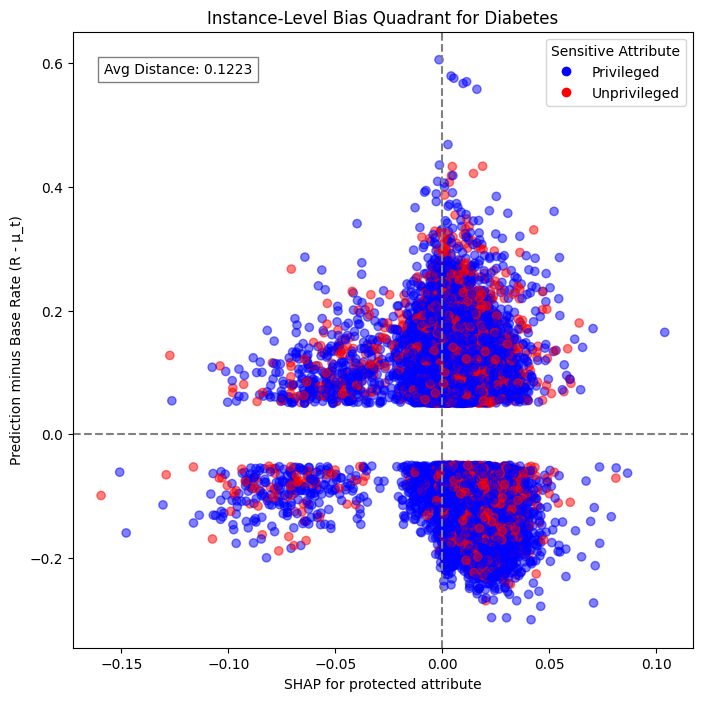 Instance-Level Bias Quadrant for Diabetes
Avg Distance: 0.1223
Sensitive Attribute
Privileged
Unprivileged
Prediction minus Base Rate (R - μ_t)
0.6
0.4
0.2
0.0
−0.2
−0.15
−0.10
−0.05
0.00
0.05
0.10
SHAP for protected attribute